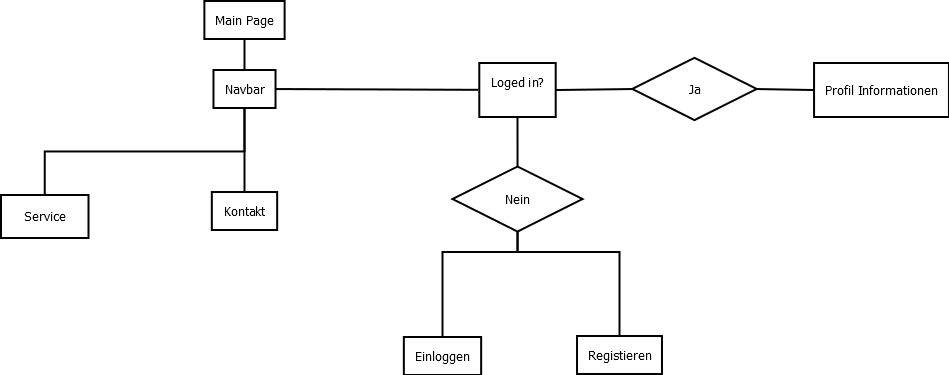 Main Page
Navbar
Loged in?
Ja
Profil Informationen
Nein
Service
Kontakt
Einloggen
Registieren